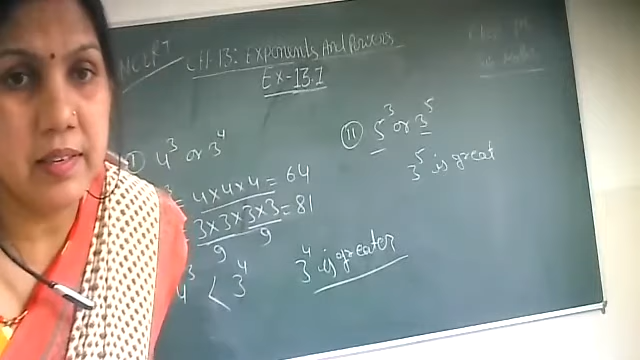 NCERT CH-13: Exponents And Powers
Ex-13.1
I 4³ or 3⁴
= 4×4×4 = 64
= 3×3×3×3 = 81
9 9
4³ < 3⁴
3⁴ is greater
II 5³ or 3⁵
3⁵ is great